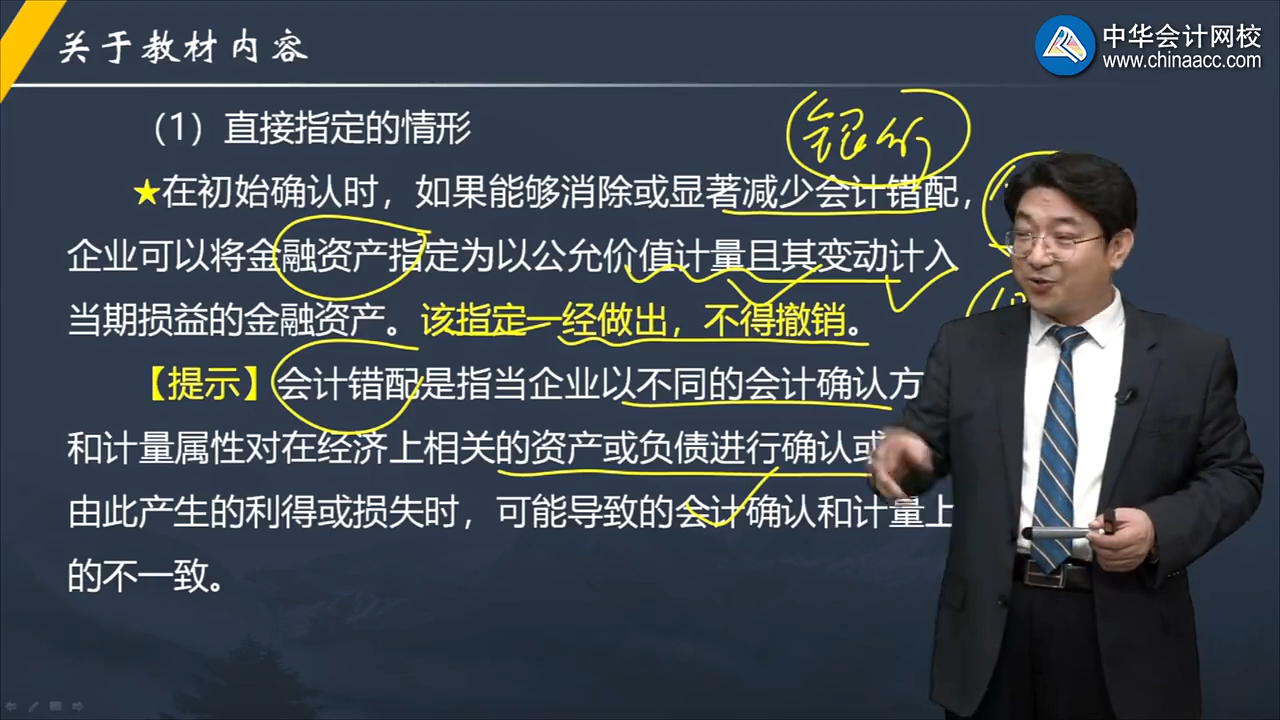 关于教材内容
中华会计网校
www.chinaacc.com
（1）直接指定的情形
银行
★在初始确认时，如果能够消除或显著减少会计错配，
企业可以将金融资产指定为以公允价值计量且其变动计入
当期损益的金融资产。该指定一经做出，不得撤销。
【提示】会计错配是指当企业以不同的会计确认方
和计量属性对在经济上相关的资产或负债进行确认或
由此产生的利得或损失时，可能导致的会计确认和计量上
的不一致。